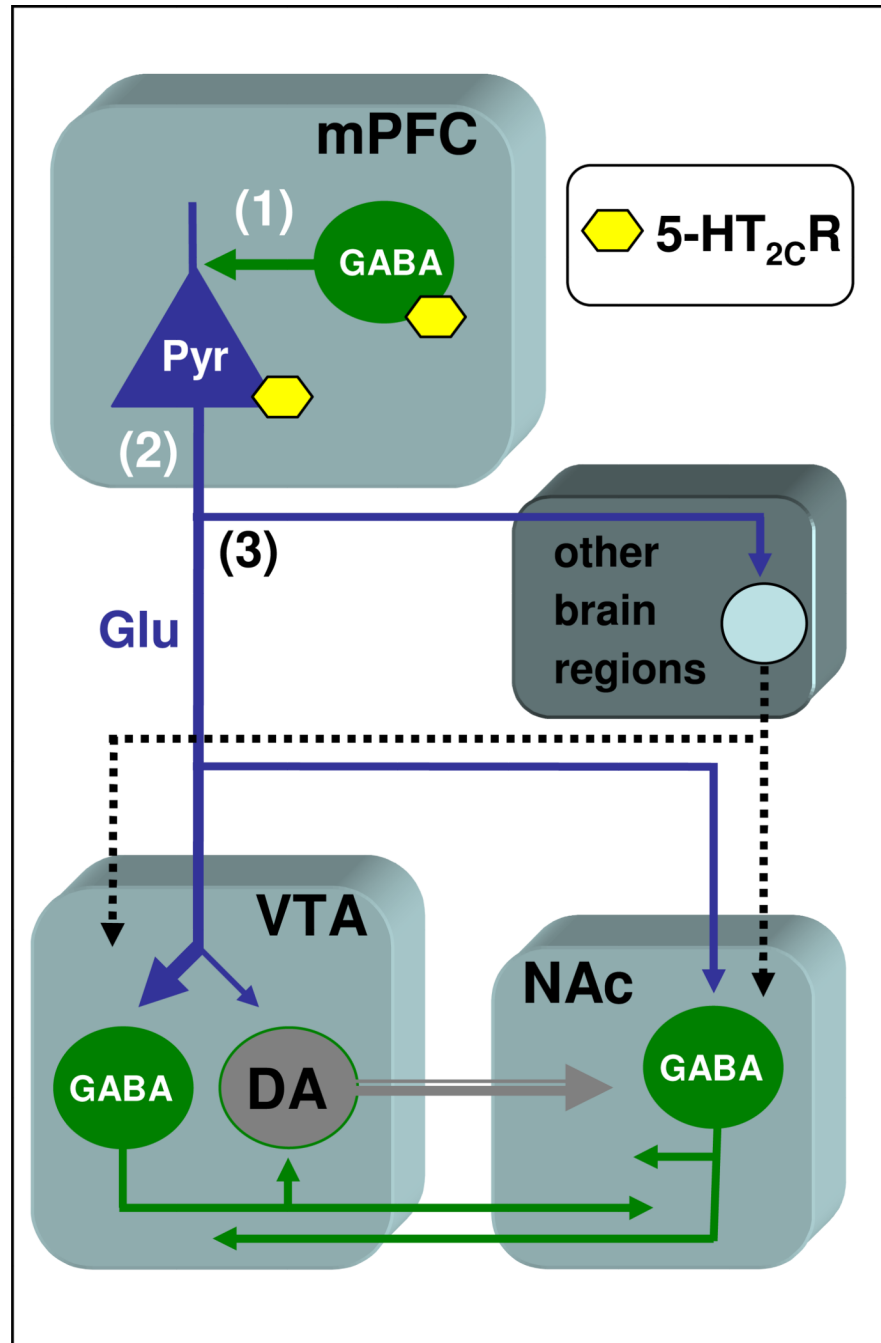 mPFC
(1)
GABA
5-HT2CR
Pyr
(2)
(3)
other
brain
regions
Glu
VTA
NAc
GABA
DA
GABA